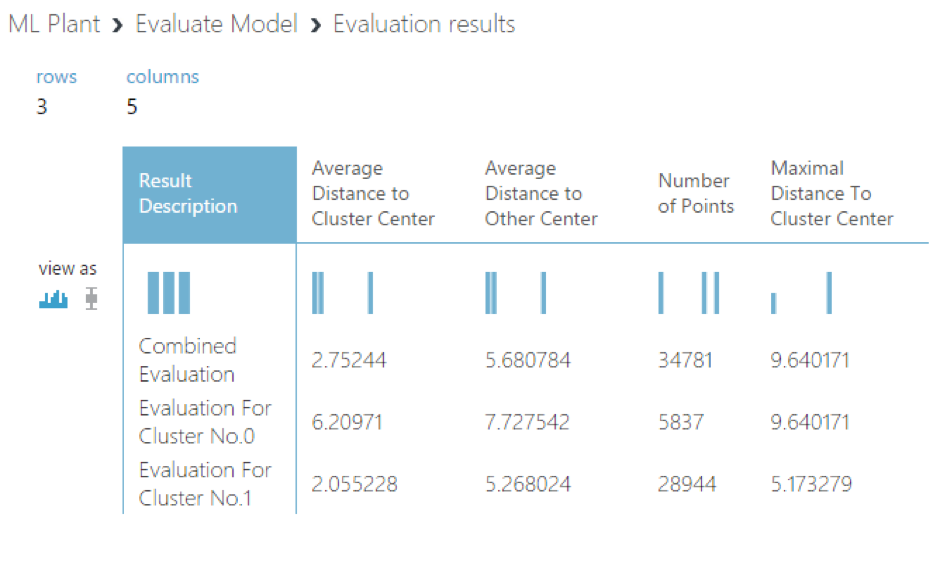 ML Plant › Evaluate Model › Evaluation results
rows columns
3 5
Result Description Average Distance to Cluster Center Average Distance to Other Center Number of Points Maximal Distance To Cluster Center
view as
Combined Evaluation 2.75244 5.680784 34781 9.640171
Evaluation For Cluster No.0 6.20971 7.727542 5837 9.640171
Evaluation For Cluster No.1 2.055228 5.268024 28944 5.173279